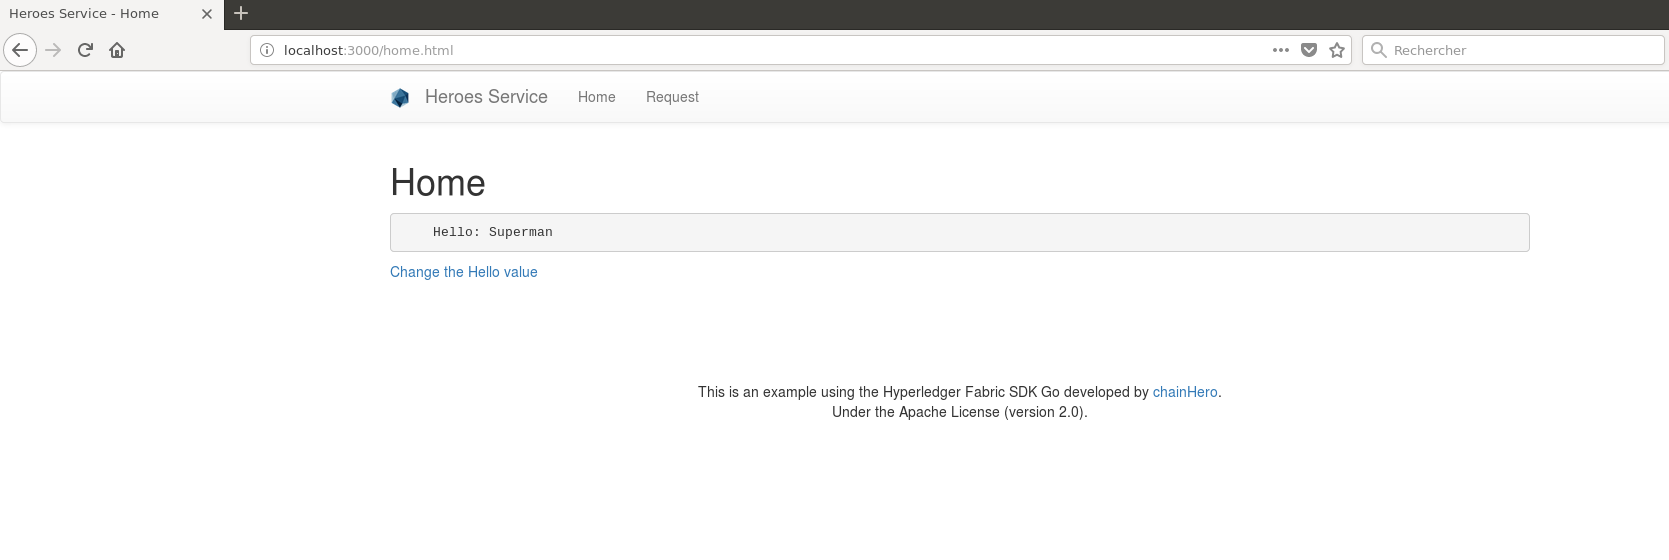 Heroes Service - Home
localhost:3000/home.html
Rechercher
Heroes Service Home Request
Home
Hello: Superman
Change the Hello value
This is an example using the Hyperledger Fabric SDK Go developed by chainHero.
Under the Apache License (version 2.0).